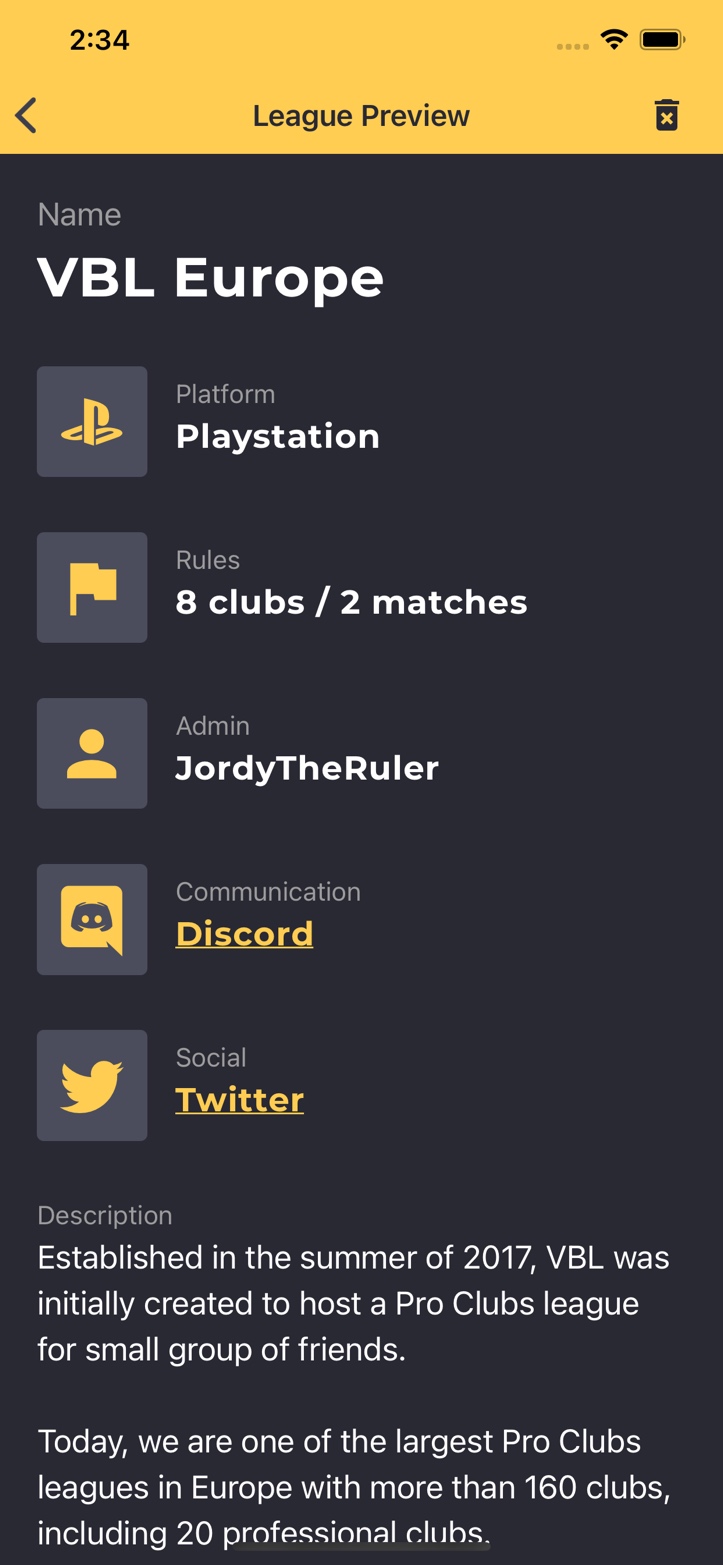 2:34
League Preview
Name
VBL Europe
Platform
Playstation
Rules
8 clubs / 2 matches
Admin
JordyTheRuler
Communication
Discord
Social
Twitter
Description
Established in the summer of 2017, VBL was
initially created to host a Pro Clubs league
for small group of friends.
Today, we are one of the largest Pro Clubs
leagues in Europe with more than 160 clubs,
including 20 professional clubs.